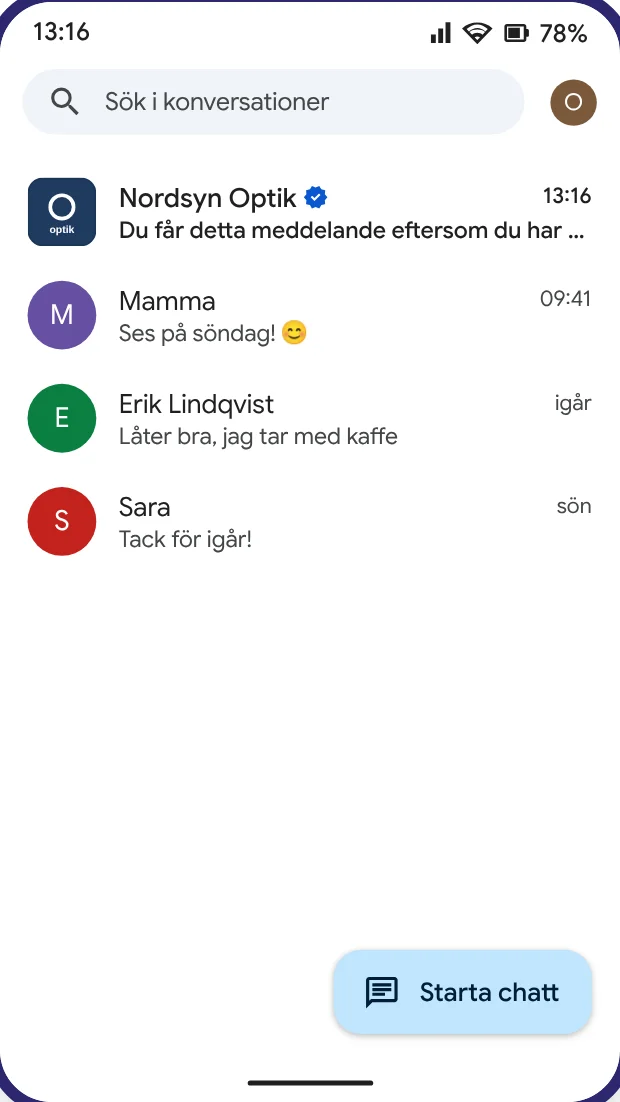 13:16
78%
Sök i konversationer
O
optik
Nordsyn Optik
13:16
Du får detta meddelande eftersom du har ...
M
Mamma
09:41
Ses på söndag! 😊
E
Erik Lindqvist
igår
Låter bra, jag tar med kaffe
S
Sara
sön
Tack för igår!
Starta chatt